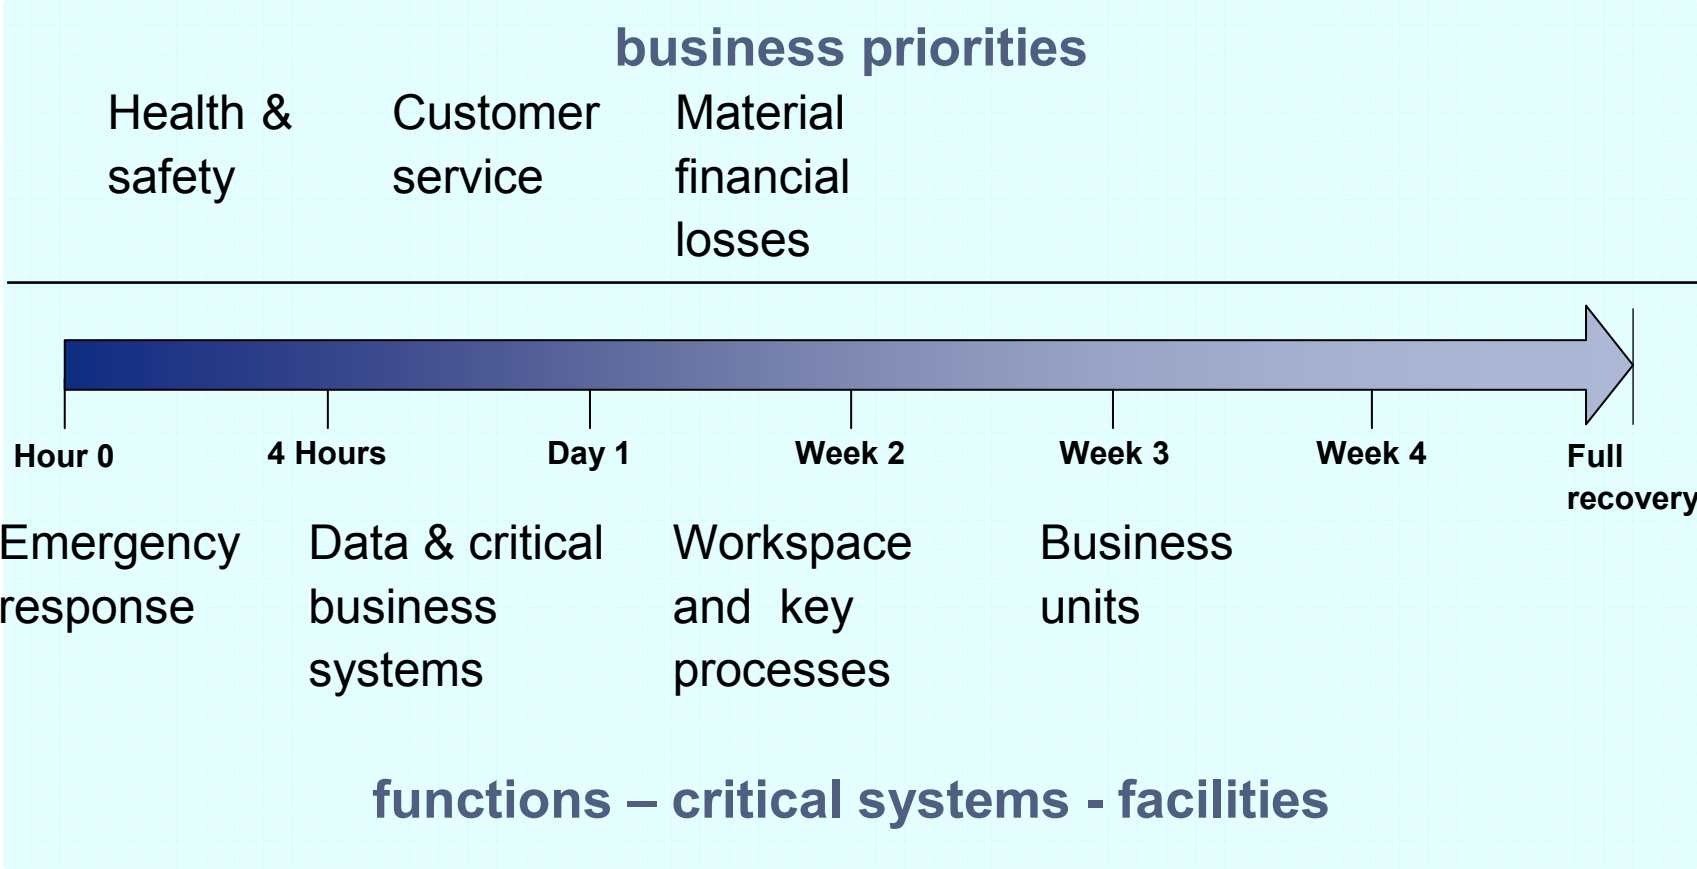 business priorities
Health &
safety
Customer
service
Material
financial
losses
Hour 0
4 Hours
Day 1
Week 2
Week 3
Week 4
Full
recovery
Emergency
response
Data & critical
business
systems
Workspace
and key
processes
Business
units
functions – critical systems - facilities